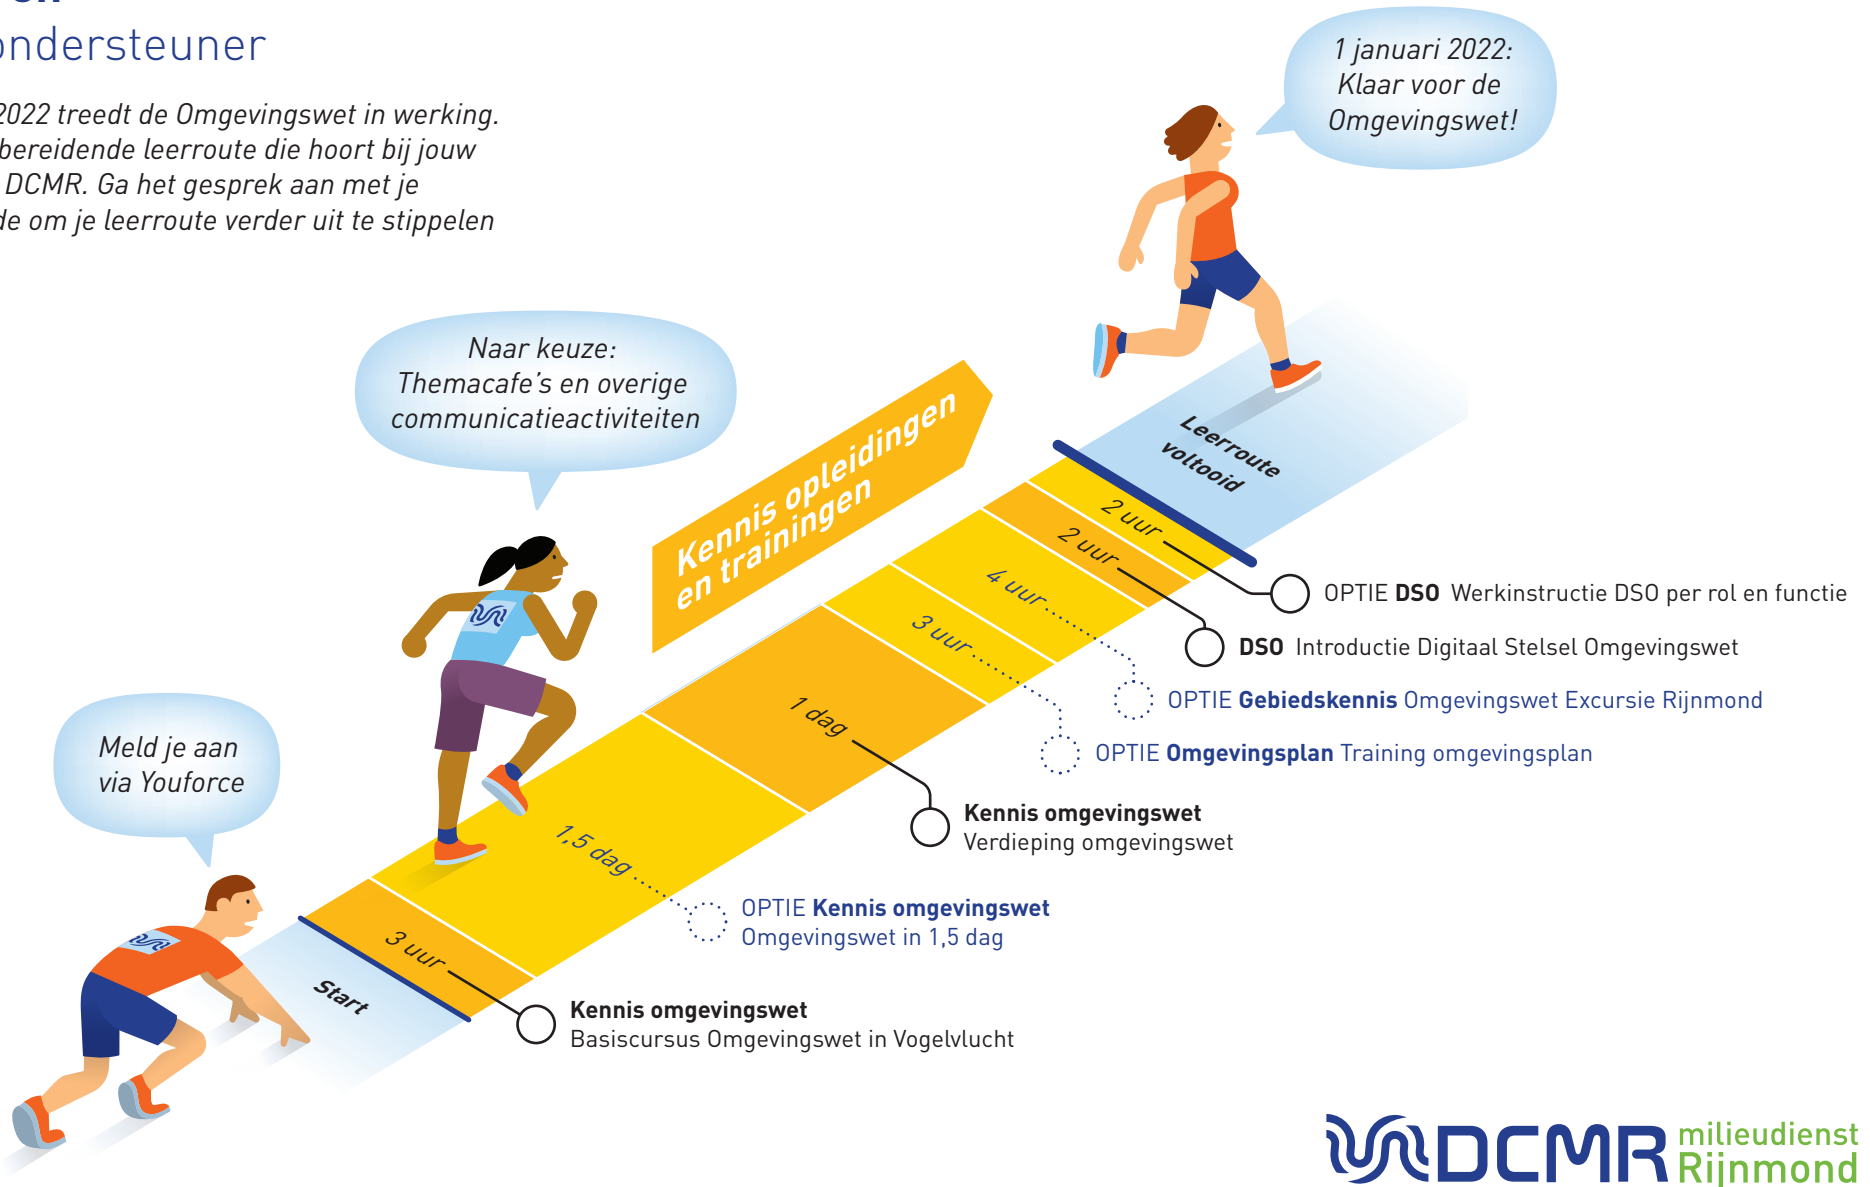 ondersteuner
2022 treedt de Omgevingswet in werking.
bereidende leerroute die hoort bij jouw
DCMR. Ga het gesprek aan met je
de om je leerroute verder uit te stippelen
1 januari 2022:
Klaar voor de
Omgevingswet!
Naar keuze:
Themacafe's en overige
communicatieactiviteiten
Kennis opleidingen
en trainingen
Leerroute
voltooid
2 uur
OPTIE DSO Werkinstructie DSO per rol en functie
2 uur
DSO Introductie Digitaal Stelsel Omgevingswet
4 uur
OPTIE Gebiedskennis Omgevingswet Excursie Rijnmond
3 uur
OPTIE Omgevingsplan Training omgevingsplan
1 dag
Kennis omgevingswet
Verdieping omgevingswet
Meld je aan
via Youforce
1,5 dag
OPTIE Kennis omgevingswet
Omgevingswet in 1,5 dag
3 uur
Start
Kennis omgevingswet
Basiscursus Omgevingswet in Vogelvlucht
DCMR milieudienst
Rijnmond